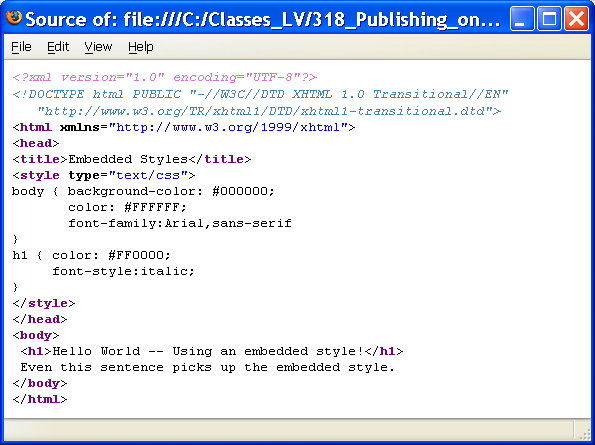 Source of: file:///C:/Classes_LV/318_Publishing_on...
File Edit View Help
<?xml version="1.0" encoding="UTF-8"?>
<!DOCTYPE html PUBLIC "-//W3C//DTD XHTML 1.0 Transitional//EN"
    "http://www.w3.org/TR/xhtml1/DTD/xhtml1-transitional.dtd">
<html xmlns="http://www.w3.org/1999/xhtml">
<head>
<title>Embedded Styles</title>
<style type="text/css">
body { background-color: #000000;
       color: #FFFFFF;
       font-family:Arial,sans-serif
}
h1 { color: #FF0000;
     font-style:italic;
}
</style>
</head>
<body>
 <h1>Hello World -- Using an embedded style!</h1>
 Even this sentence picks up the embedded style.
</body>
</html>